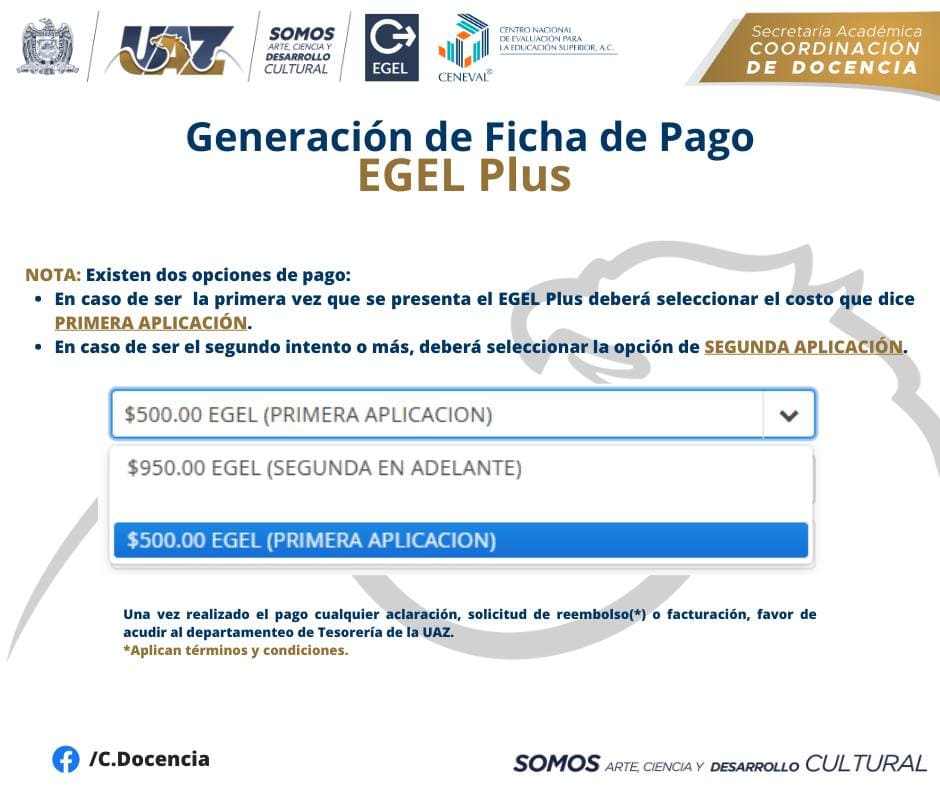 UAZ
SOMOS
ARTE, CIENCIA Y
DESARROLLO
CULTURAL
EGEL
CENEVAL®
CENTRO NACIONAL
DE EVALUACIÓN PARA
LA EDUCACIÓN SUPERIOR, A.C.
Secretaría Académica
COORDINACIÓN
DE DOCENCIA
Generación de Ficha de Pago
EGEL Plus
NOTA: Existen dos opciones de pago:
• En caso de ser la primera vez que se presenta el EGEL Plus deberá seleccionar el costo que dice
PRIMERA APLICACIÓN.
• En caso de ser el segundo intento o más, deberá seleccionar la opción de SEGUNDA APLICACIÓN.
$500.00 EGEL (PRIMERA APLICACION)
$950.00 EGEL (SEGUNDA EN ADELANTE)
$500.00 EGEL (PRIMERA APLICACION)
Una vez realizado el pago cualquier aclaración, solicitud de reembolso(*) o facturación, favor de
acudir al departamenteo de Tesorería de la UAZ.
*Aplican términos y condiciones.
/C.Docencia
SOMOS ARTE, CIENCIA Y DESARROLLO CULTURAL